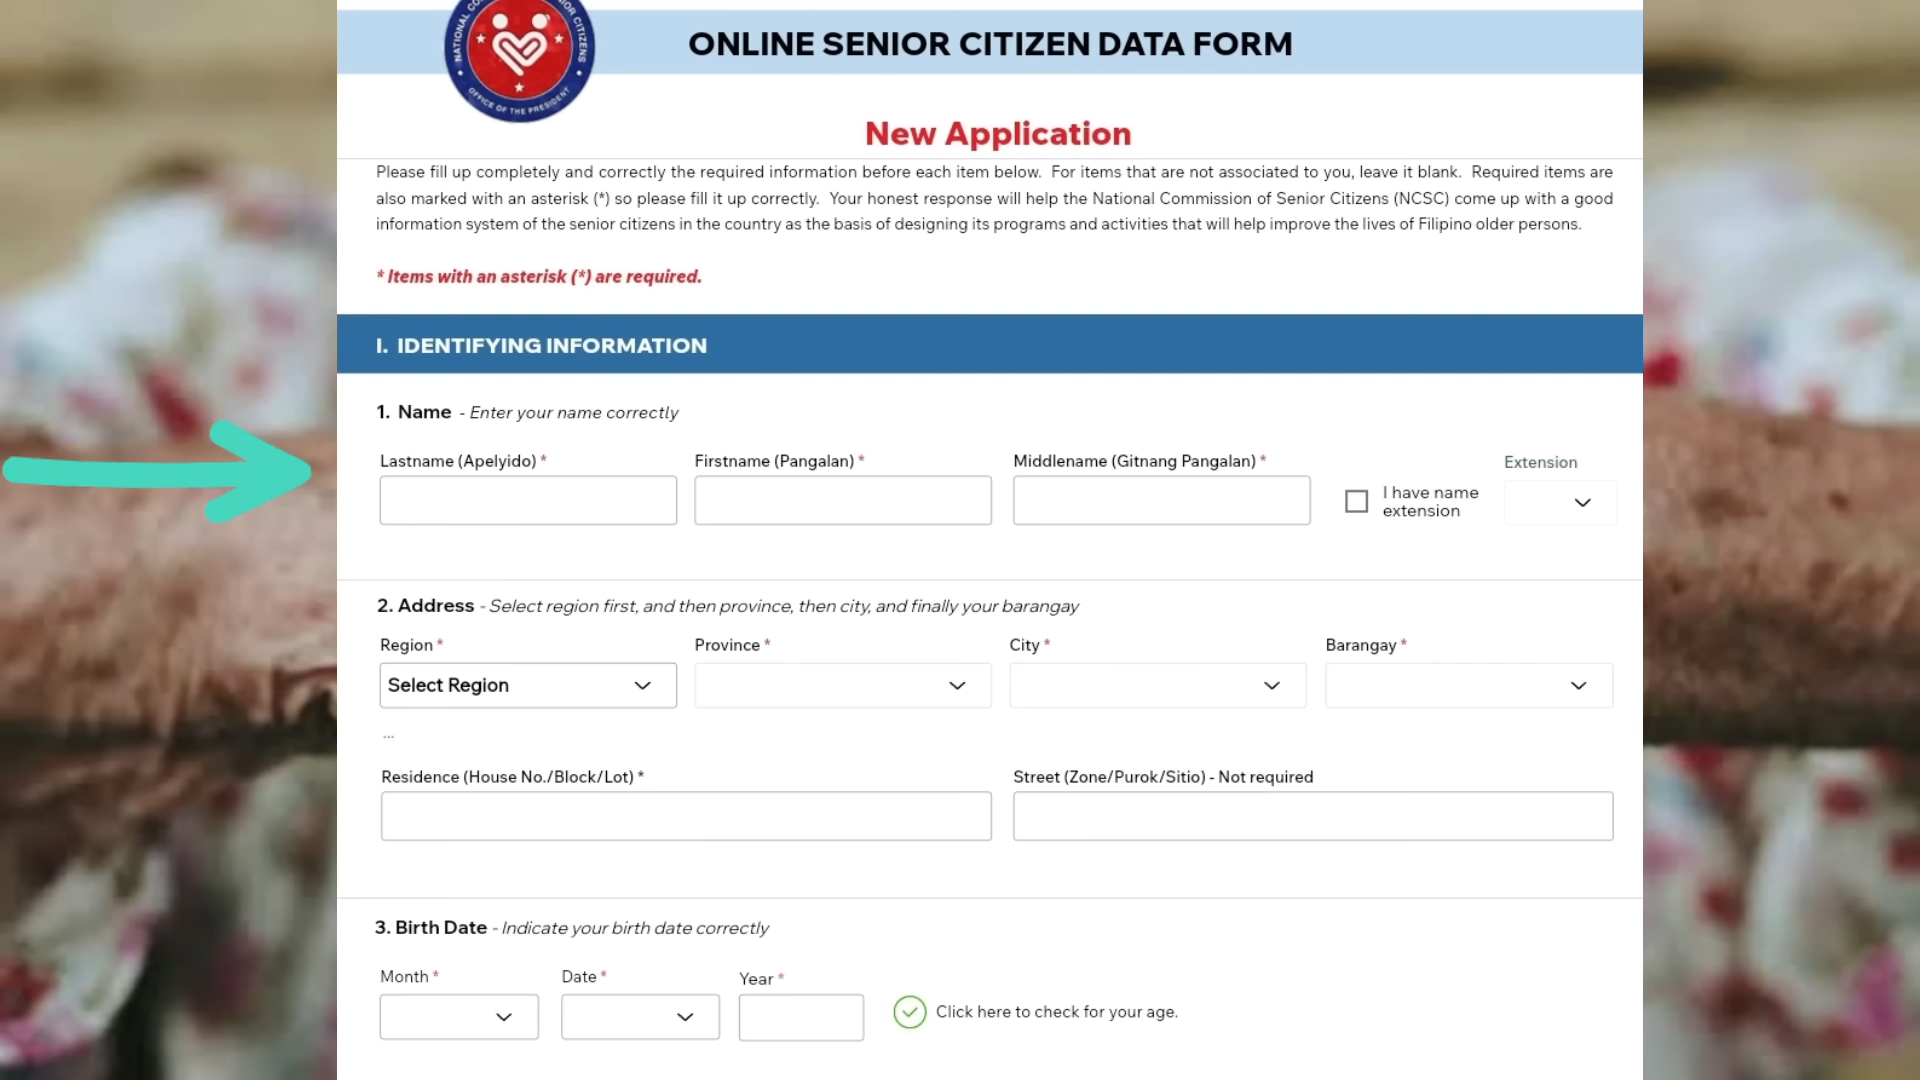 NATIONAL CO
IOR CITIZENS
OFFICE OF THE PRESIDENT
ONLINE SENIOR CITIZEN DATA FORM
New Application
Please fill up completely and correctly the required information before each item below. For items that are not associated to you, leave it blank. Required items are
also marked with an asterisk (*) so please fill it up correctly. Your honest response will help the National Commission of Senior Citizens (NCSC) come up with a good
information system of the senior citizens in the country as the basis of designing its programs and activities that will help improve the lives of Filipino older persons.
* Items with an asterisk (*) are required.
I. IDENTIFYING INFORMATION
1. Name - Enter your name correctly
Lastname (Apelyido) * Firstname (Pangalan) * Middlename (Gitnang Pangalan) * Extension
I have name
extension
2. Address - Select region first, and then province, then city, and finally your barangay
Region * Province * City * Barangay *
Select Region
...
Residence (House No./Block/Lot) * Street (Zone/Purok/Sitio) - Not required
3. Birth Date - Indicate your birth date correctly
Month * Date * Year *
Click here to check for your age.